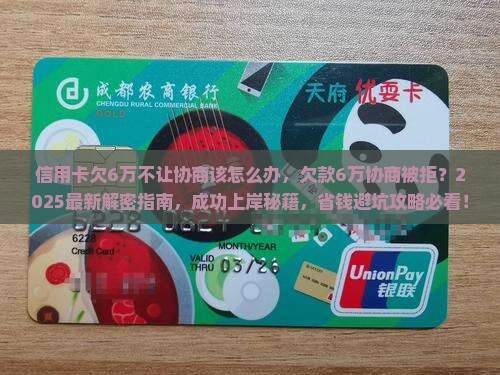 成都农商银行
CHENGDU RURAL COMMERCIAL BANK
GOLD
天府 优耍卡
信用卡欠6万不让协商该怎么办，欠款6万协商被拒？2
025最新解密指南，成功上岸秘籍，省钱避坑攻略必看！
6228
6228
Credit Card
VALID
THRU
03/26
UnionPay
银联